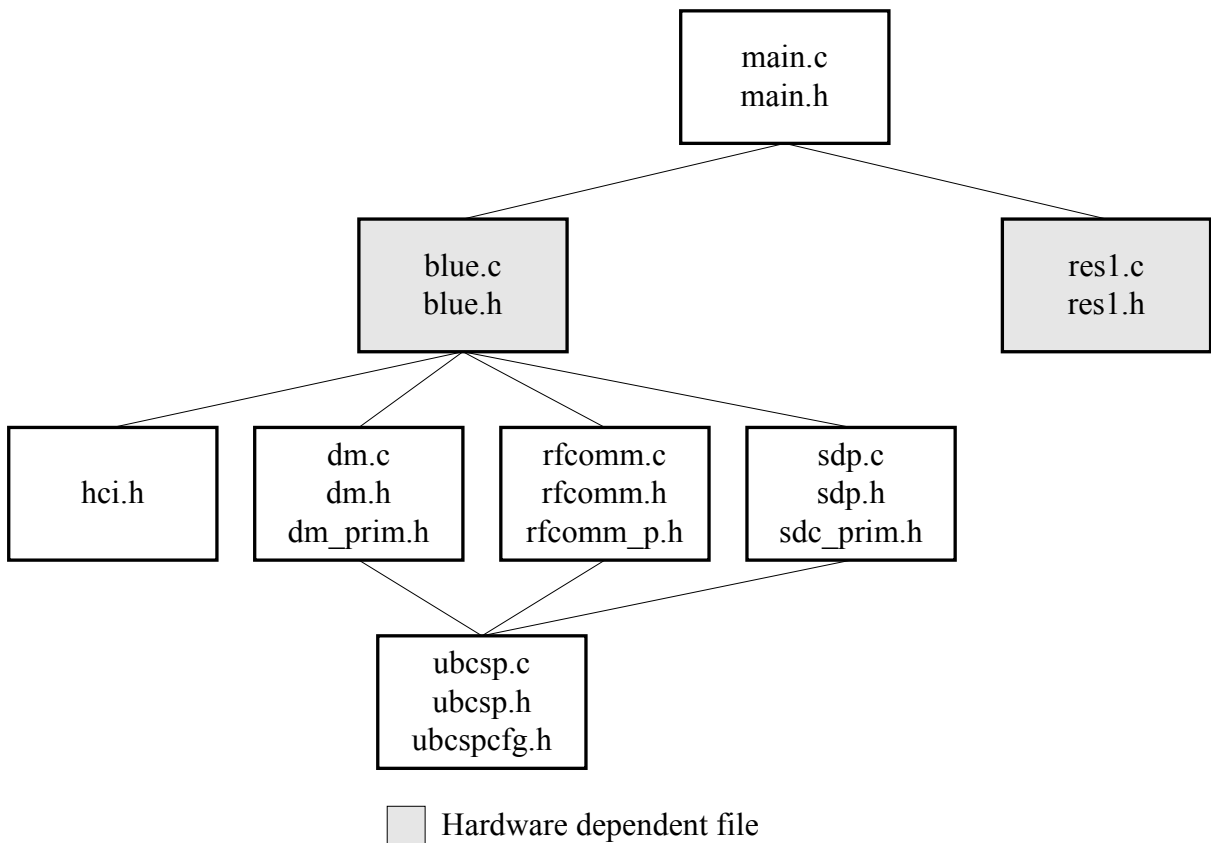 main.c
main.h
blue.c
blue.h
res1.c
res1.h
hci.h
dm.c
dm.h
dm_prim.h
rfcomm.c
rfcomm.h
rfcomm_p.h
sdp.c
sdp.h
sdc_prim.h
ubcsp.c
ubcsp.h
ubcspcfg.h
Hardware dependent file